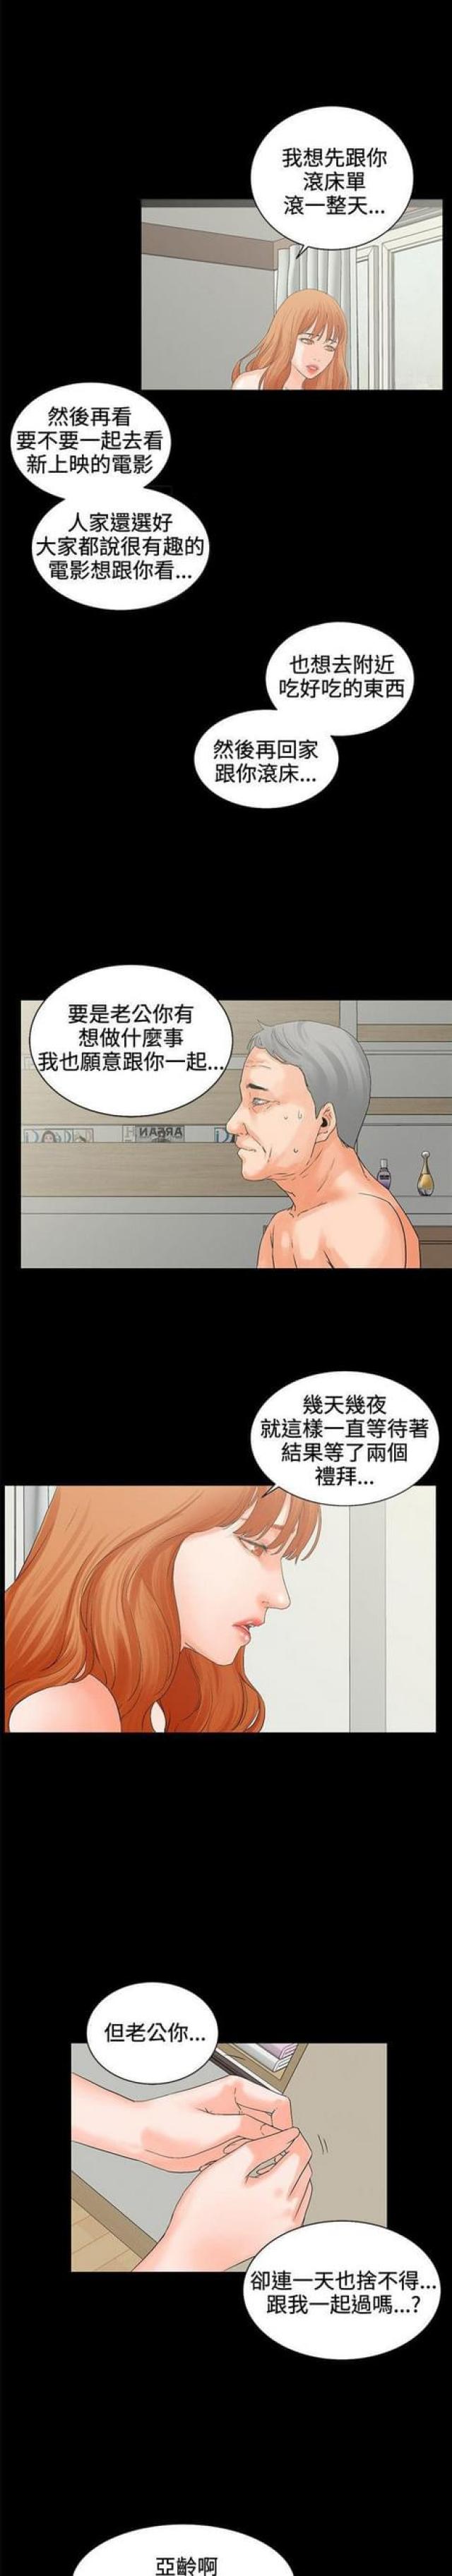 我想先跟你
滾床單
滾一整天...
然後再看
要不要一起去看
新上映的電影
人家還選好
大家都說很有趣的
電影想跟你看...
也想去附近
吃好吃的東西
然後再回家
跟你滾床...
要是老公你有
想做什麼事
我也願意跟你一起...
ARGAN
幾天幾夜
就這樣一直等待著
結果等了兩個
禮拜...
但老公你...
卻連一天也捨不得...
跟我一起過嗎...?
亞齡啊